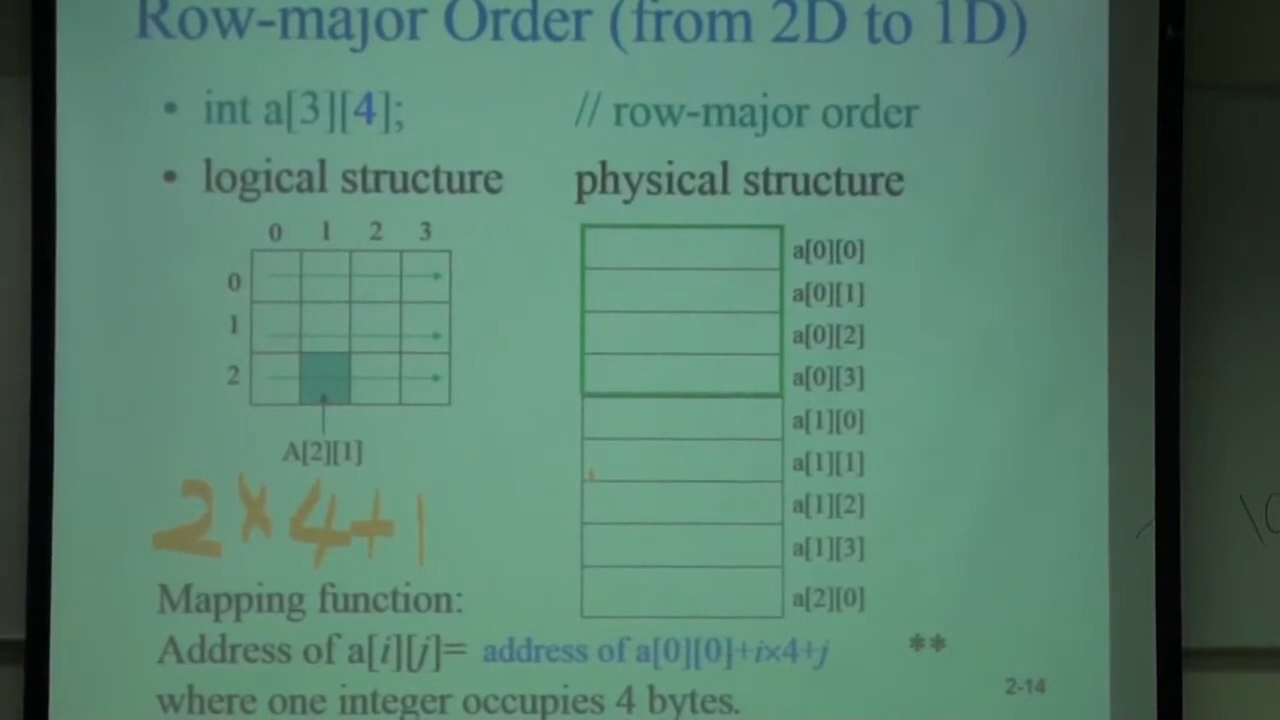 Row-major Order (from 2D to 1D)
• int a[3][4]; // row-major order
• logical structure physical structure
0 1 2 3
0
1
2
A[2][1]
a[0][0]
a[0][1]
a[0][2]
a[0][3]
a[1][0]
a[1][1]
a[1][2]
a[1][3]
a[2][0]
2×4+1
Mapping function:
Address of a[i][j]= address of a[0][0]+i×4+j **
where one integer occupies 4 bytes.
2-14